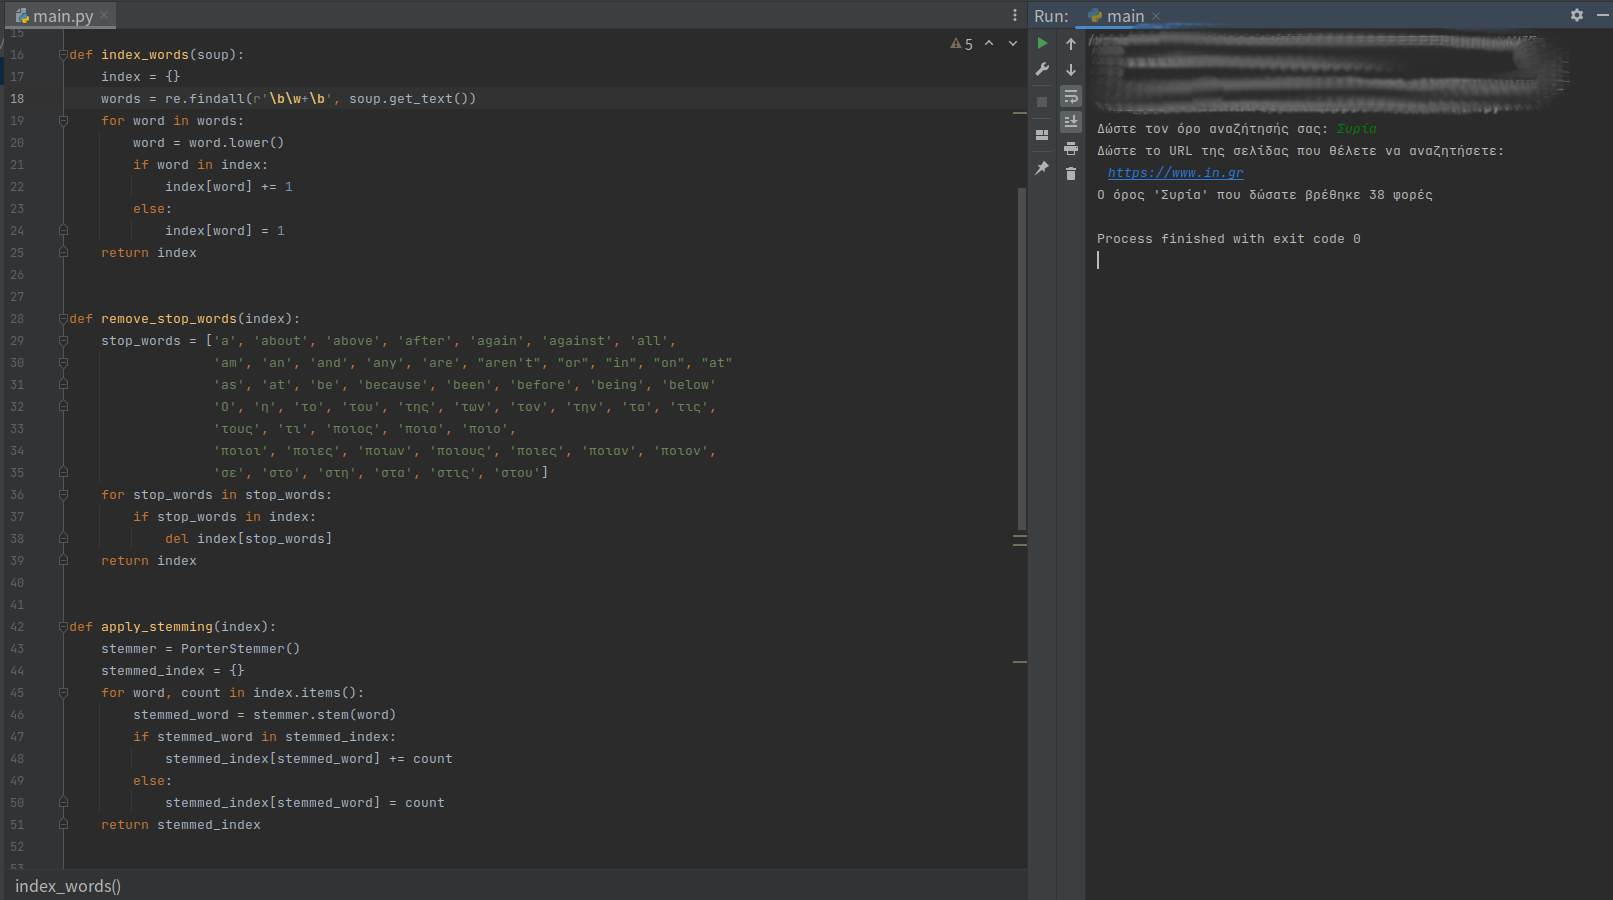 main.py
15
16 def index_words(soup):
17 index = {}
18 words = re.findall(r'\b\w+\b', soup.get_text())
19 for word in words:
20 word = word.lower()
21 if word in index:
22 index[word] += 1
23 else:
24 index[word] = 1
25 return index
26
27
28 def remove_stop_words(index):
29 stop_words = ['a', 'about', 'above', 'after', 'again', 'against', 'all',
30 'am', 'an', 'and', 'any', 'are', "aren't", "or", "in", "on", "at"
31 'as', 'at', 'be', 'because', 'been', 'before', 'being', 'below'
32 'Ο', 'η', 'το', 'του', 'της', 'των', 'τον', 'την', 'τα', 'τις',
33 'τους', 'τι', 'ποιος', 'ποια', 'ποιο',
34 'ποιοι', 'ποιες', 'ποιων', 'ποιους', 'ποιες', 'ποιαν', 'ποιον',
35 'σε', 'στο', 'στη', 'στα', 'στις', 'στου']
36 for stop_words in stop_words:
37 if stop_words in index:
38 del index[stop_words]
39 return index
40
41
42 def apply_stemming(index):
43 stemmer = PorterStemmer()
44 stemmed_index = {}
45 for word, count in index.items():
46 stemmed_word = stemmer.stem(word)
47 if stemmed_word in stemmed_index:
48 stemmed_index[stemmed_word] += count
49 else:
50 stemmed_index[stemmed_word] = count
51 return stemmed_index
52
53
index_words()
5
Run: main
Δώστε τον όρο αναζήτησής σας: Συρία
Δώστε το URL της σελίδας που θέλετε να αναζητήσετε:
https://www.in.gr
Ο όρος 'Συρία' που δώσατε βρέθηκε 38 φορές
Process finished with exit code 0